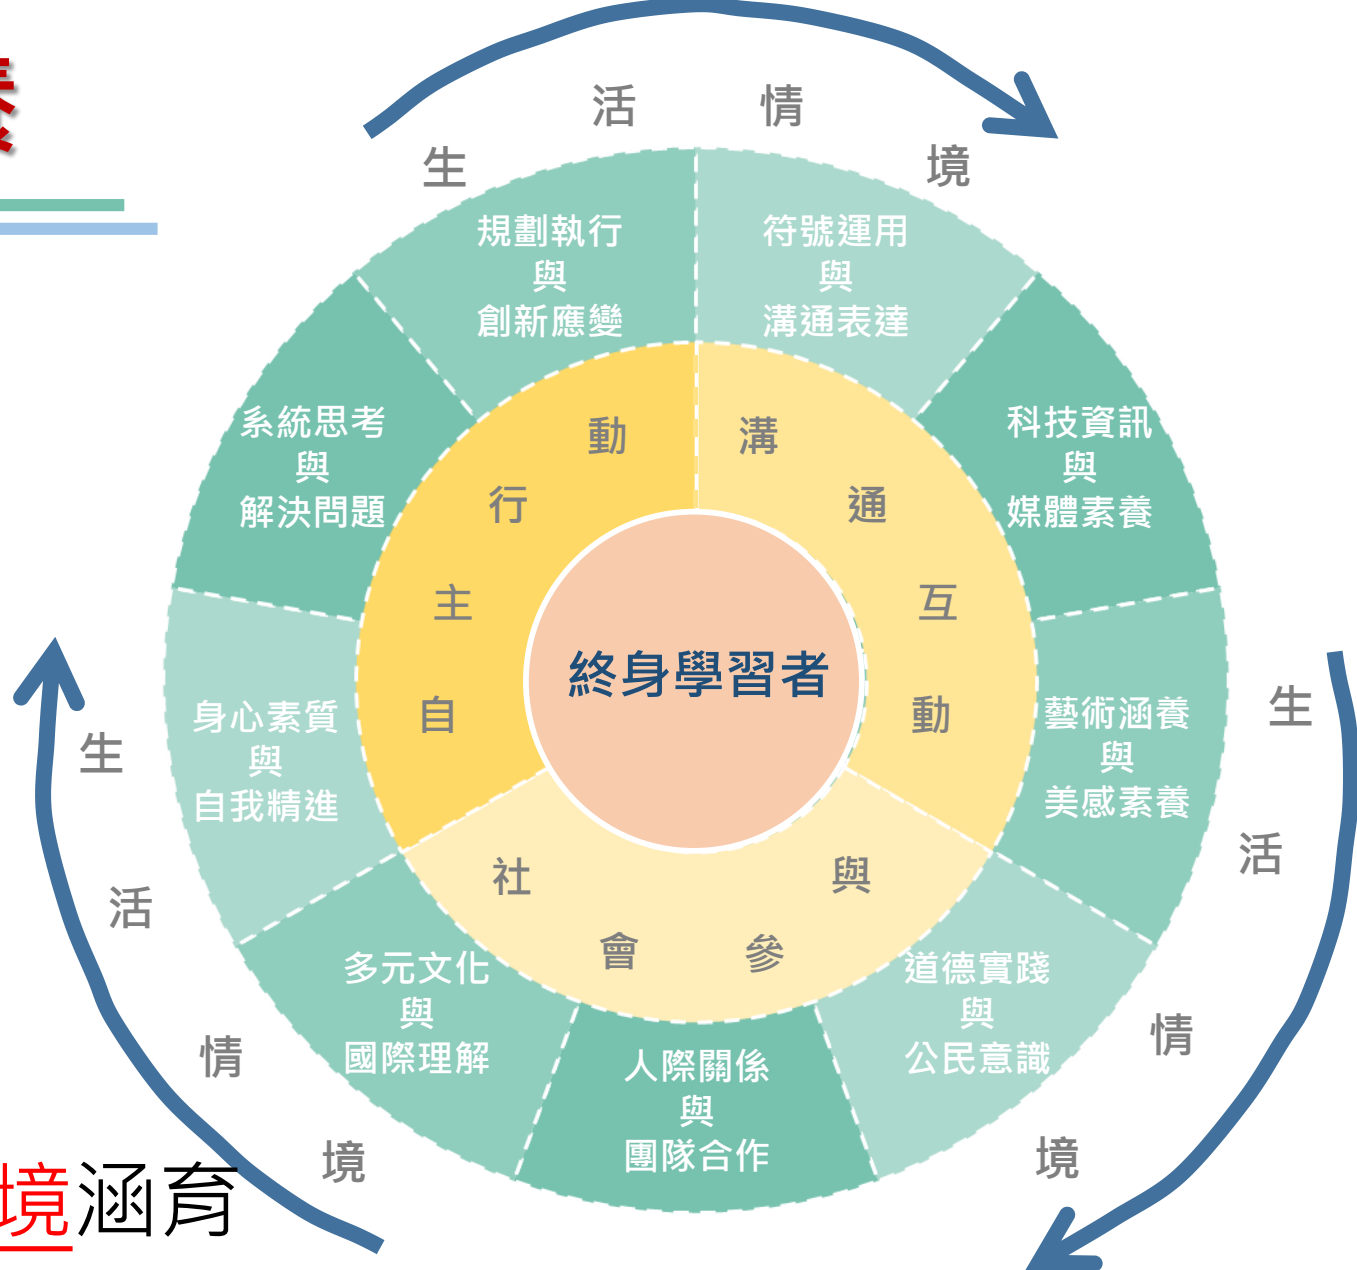 生活情境
規劃執行
與
創新應變
符號運用
與
溝通表達
系統思考
與
解決問題
科技資訊
與
媒體素養
身心素質
與
自我精進
藝術涵養
與
美感素養
多元文化
與
國際理解
人際關係
與
團隊合作
道德實踐
與
公民意識
自主行動
溝通互動
社會參與
終身學習者
生活情境
生活情境
境涵育